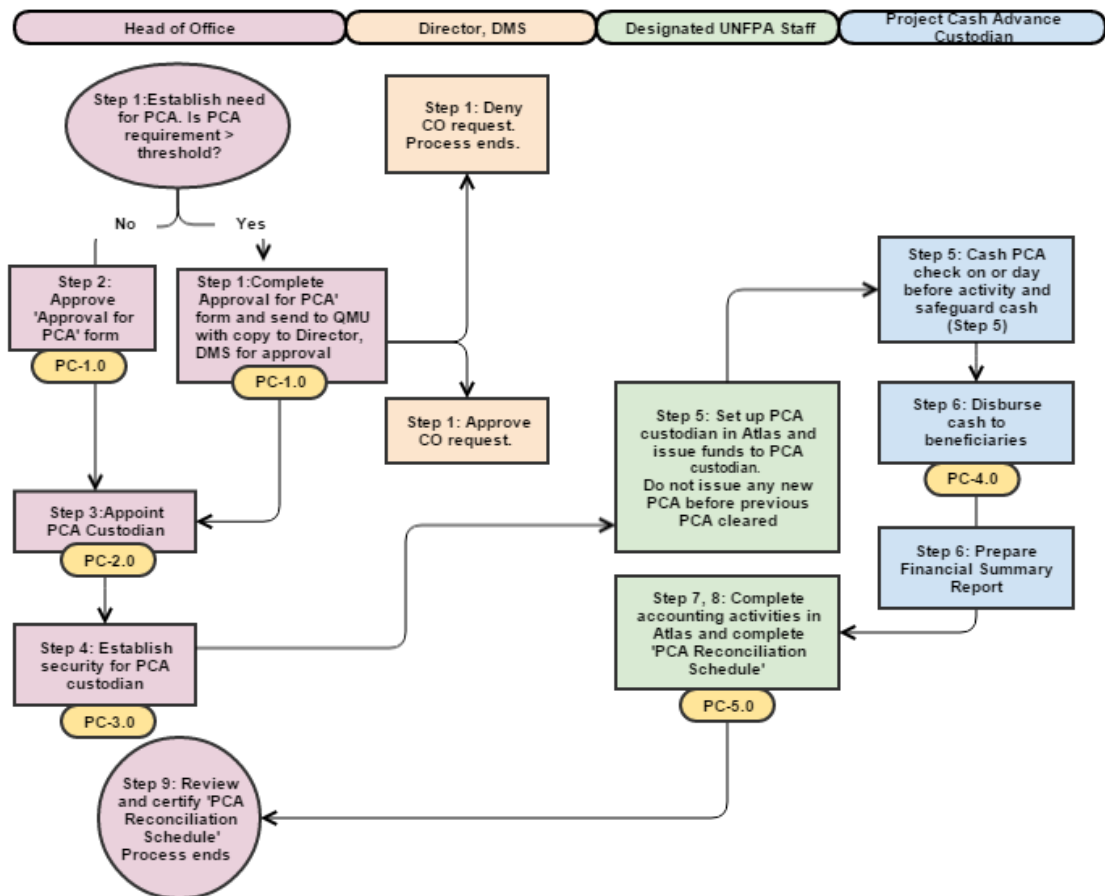 Head of Office
Director, DMS
Designated UNFPA Staff
Project Cash Advance
Custodian
Step 1:Establish need
for PCA. Is PCA
requirement >
threshold?
No
Yes
Step 1: Deny
CO request.
Process ends.
Step 2:
Approve
'Approval for
PCA' form
PC-1.0
Step 1:Complete
Approval for PCA'
form and send to QMU
with copy to Director,
DMS for approval
PC-1.0
Step 1: Approve
CO request.
Step 3:Appoint
PCA Custodian
PC-2.0
Step 4: Establish
security for PCA
custodian
PC-3.0
Step 5: Set up PCA
custodian in Atlas and
issue funds to PCA
custodian.
Do not issue any new
PCA before previous
PCA cleared
Step 5: Cash PCA
check on or day
before activity and
safeguard cash
(Step 5)
Step 6: Disburse
cash to
beneficiaries
PC-4.0
Step 6: Prepare
Financial Summary
Report
Step 7, 8: Complete
accounting activities in
Atlas and complete
'PCA Reconciliation
Schedule'
PC-5.0
Step 9: Review
and certify 'PCA
Reconciliation
Schedule'
Process ends